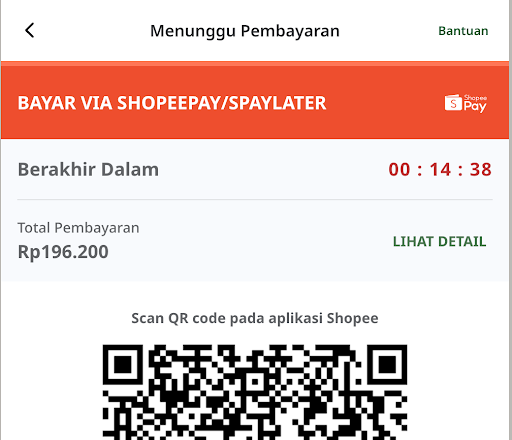 Menunggu Pembayaran
Bantuan
BAYAR VIA SHOPEEPAY/SPAYLATER
Shopee
Pay
Berakhir Dalam
00 : 14 : 38
Total Pembayaran
Rp196.200
LIHAT DETAIL
Scan QR code pada aplikasi Shopee